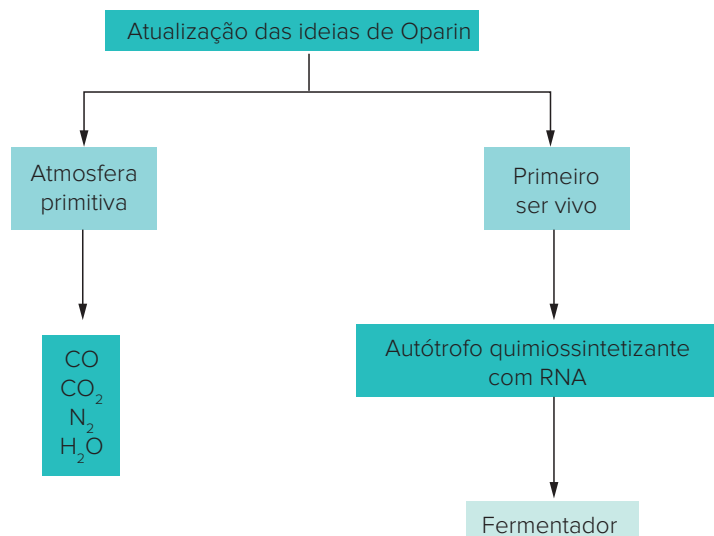 Atualização das ideias de Oparin
Atmosfera
primitiva
Primeiro
ser vivo
CO
CO₂
N₂
H₂O
Autótrofo quimiossintetizante
com RNA
Fermentador